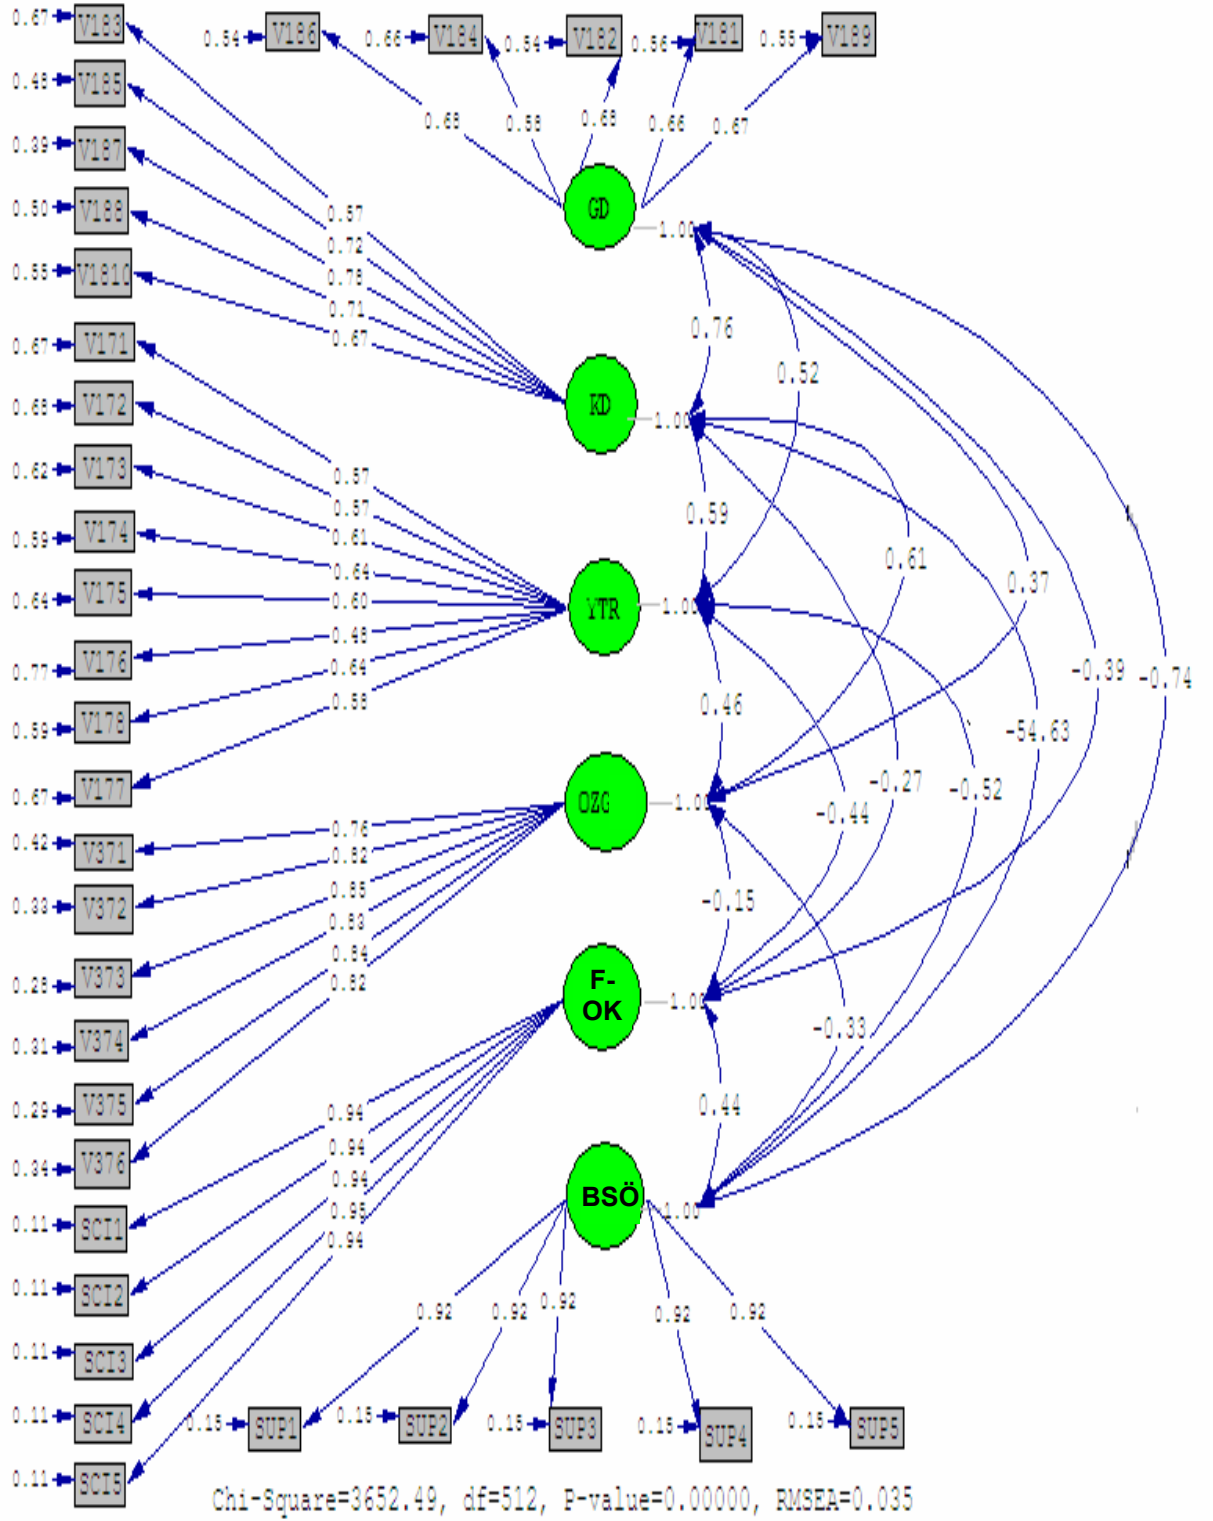 0.67 V183
0.54 V186
0.66 V184
0.54 V182
0.56 V181
0.55 V189
0.48 V185
0.39 V187
0.50 V188
0.55 V1810
0.67 V171
0.68 V172
0.62 V173
0.59 V174
0.64 V175
0.77 V176
0.59 V178
0.67 V177
0.42 V371
0.33 V372
0.28 V373
0.31 V374
0.29 V375
0.34 V376
0.11 SCI1
0.11 SCI2
0.11 SCI3
0.11 SCI4
0.11 SCI5
0.68
0.58
0.68
0.66
0.67
GD
1.00
0.57
0.72
0.78
0.71
0.67
KD
1.00
0.57
0.57
0.61
0.64
0.60
0.48
0.64
0.58
YTR
1.00
0.76
0.82
0.85
0.83
0.84
0.82
OZG
1.00
0.94
0.94
0.94
0.95
0.94
F-
OK
1.00
BSÖ
1.00
0.76
0.52
0.59
0.61
0.37
-0.39
-0.74
0.46
-54.63
-0.27
-0.52
-0.44
-0.15
-0.33
0.44
0.92
0.92
0.92
0.92
0.92
0.15 SUP1
0.15 SUP2
0.15 SUP3
0.15 SUP4
0.15 SUP5
Chi-Square=3652.49, df=512, P-value=0.00000, RMSEA=0.035